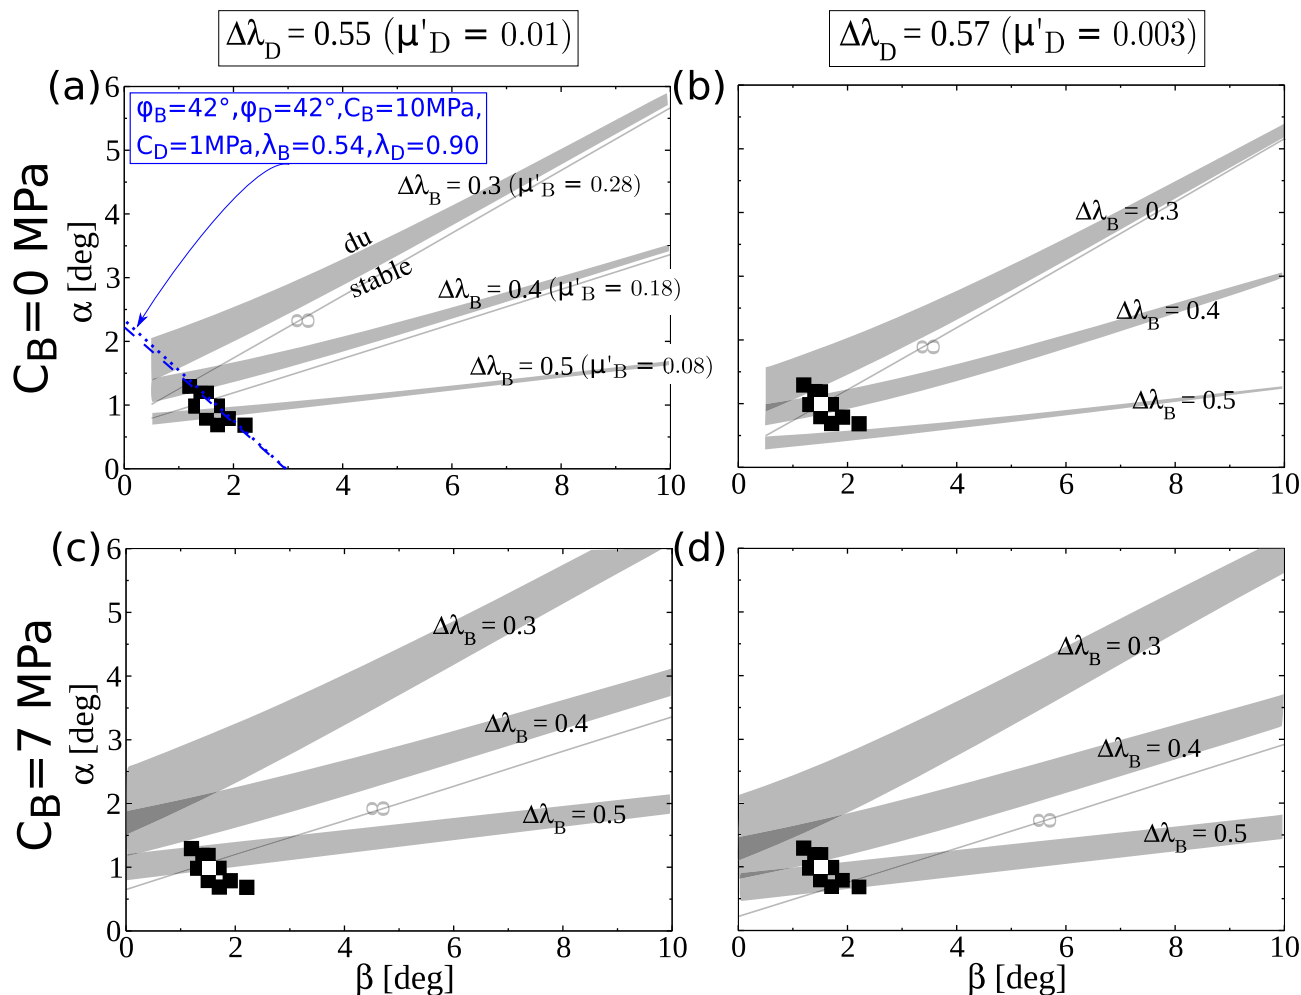 Δλ_D = 0.55 (μ'_D = 0.01)
Δλ_D = 0.57 (μ'_D = 0.003)
C_B=0 MPa
(a)
φ_B=42°,φ_D=42°,C_B=10MPa,
C_D=1MPa,λ_B=0.54,λ_D=0.90
Δλ_B = 0.3 (μ'_B = 0.28)
du
stable
Δλ_B = 0.4 (μ'_B = 0.18)
∞
Δλ_B = 0.5 (μ'_B = 0.08)
α [deg]
6
5
4
3
2
1
0
0 2 4 6 8 10
(b)
Δλ_B = 0.3
Δλ_B = 0.4
∞
Δλ_B = 0.5
0 2 4 6 8 10
C_B=7 MPa
(c)
Δλ_B = 0.3
Δλ_B = 0.4
∞
Δλ_B = 0.5
α [deg]
6
5
4
3
2
1
0
0 2 4 6 8 10
β [deg]
(d)
Δλ_B = 0.3
Δλ_B = 0.4
∞
Δλ_B = 0.5
0 2 4 6 8 10
β [deg]